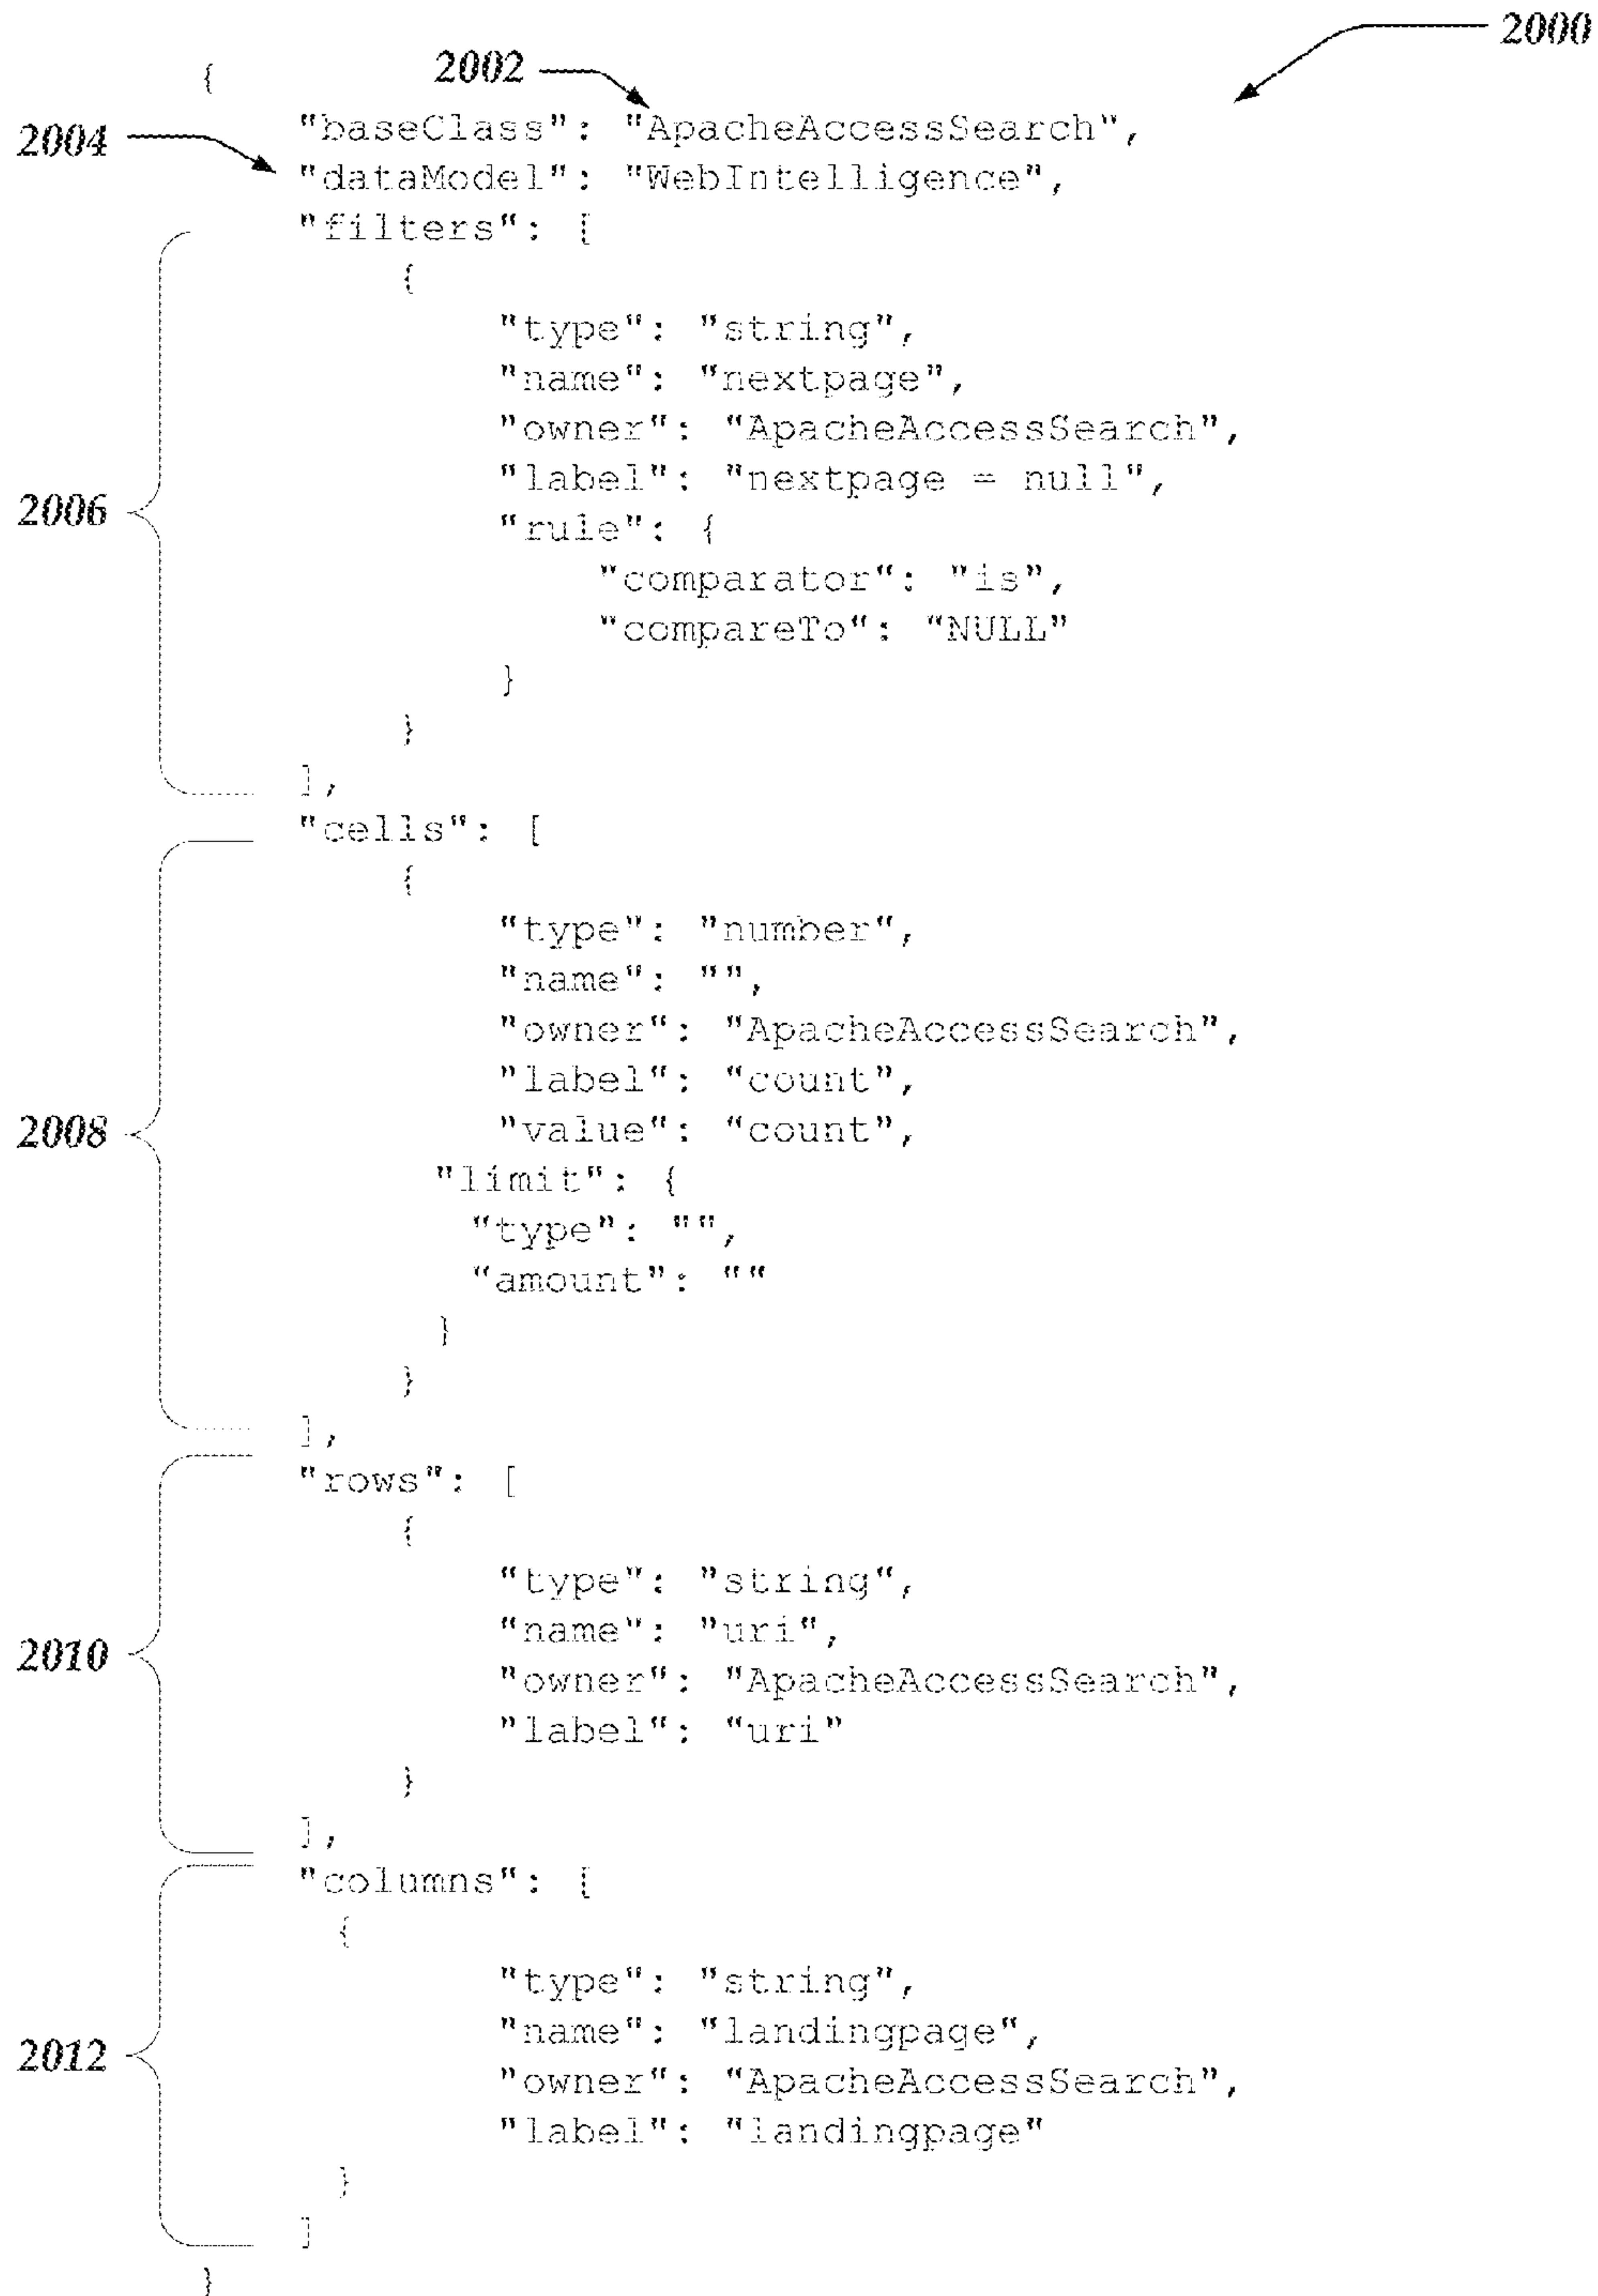 2000
{
2002
"baseClass": "ApacheAccessSearch",
2004
"dataModel": "WebIntelligence",
"filters": [
{
"type": "string",
"name": "nextpage",
"owner": "ApacheAccessSearch",
"label": "nextpage = null",
2006
"rule": {
"comparator": "is",
"compareTo": "NULL"
}
}
],
"cells": [
{
"type": "number",
"name": "",
"owner": "ApacheAccessSearch",
"label": "count",
2008
"value": "count",
"limit": {
"type": "",
"amount": ""
}
}
],
"rows": [
{
"type": "string",
"name": "uri",
2010
"owner": "ApacheAccessSearch",
"label": "uri"
}
],
"columns": [
{
"type": "string",
"name": "landingpage",
2012
"owner": "ApacheAccessSearch",
"label": "landingpage"
}
]
}